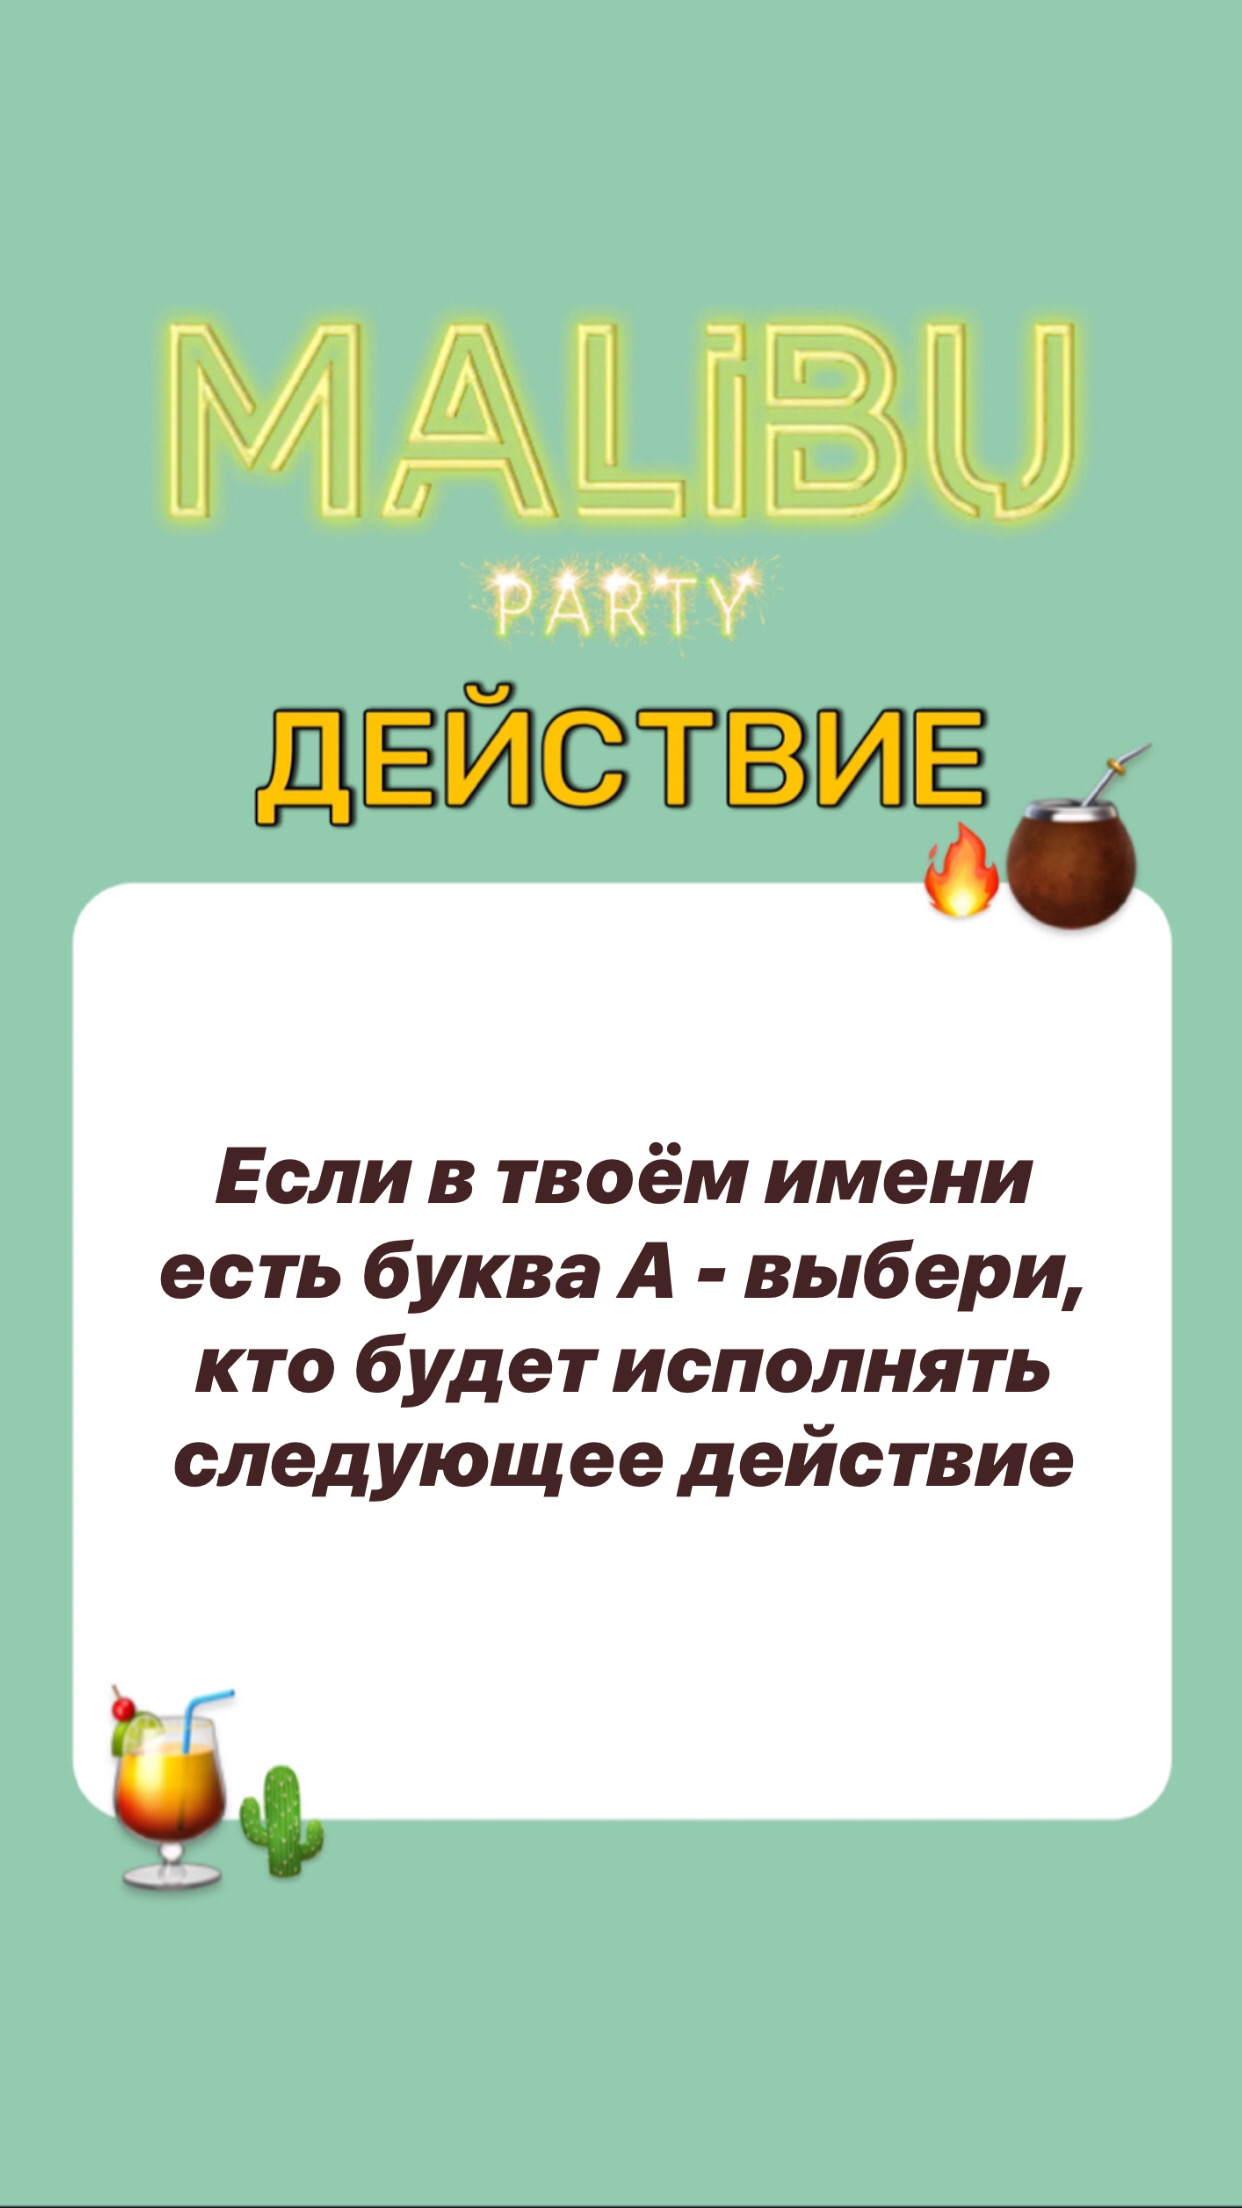 MALiBU
PARTY
ДЕЙСТВИЕ
Если в твоём имени
есть буква А - выбери,
кто будет исполнять
следующее действие